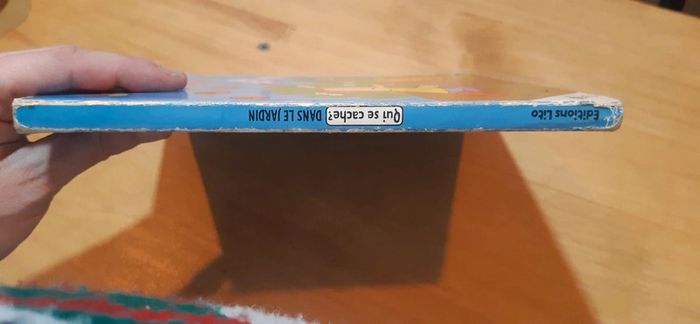 Editions Lito
Qui se cache? DANS LE JARDIN